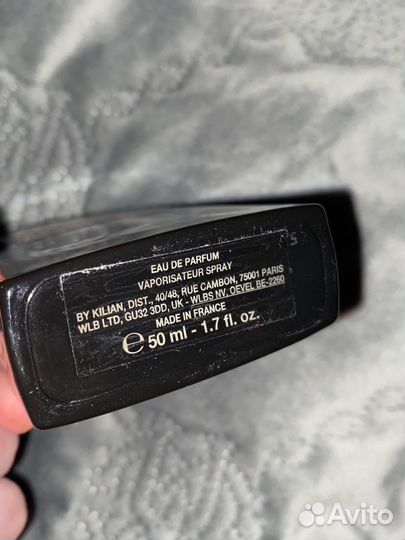 EAU DE PARFUM
VAPORISATEUR SPRAY
BY KILIAN, DIST., 40/48, RUE CAMBON, 75001 PARIS
WLB LTD, GU32 3DD, UK - WLBS NV, OEVEL BE-2260
MADE IN FRANCE
℮ 50 ml - 1.7 fl. oz.
Avito